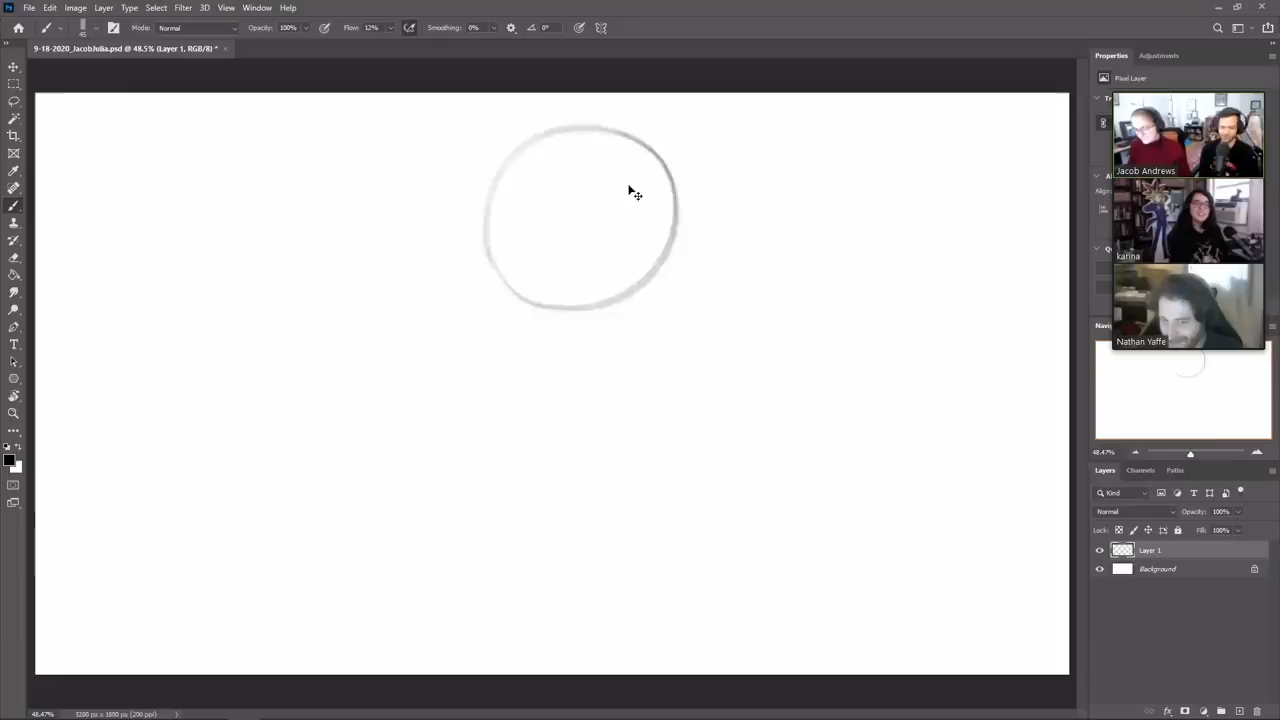 File Edit Image Layer Type Select Filter 3D View Window Help
45 Mode: Normal Opacity: 100% Flow: 12% Smoothing: 0% 0°
9-18-2020_JacobJulia.psd @ 48.5% (Layer 1, RGB/8) *
Properties Adjustments
Pixel Layer
Jacob Andrews
karina
Nathan Yaffe
48.47%
Layers Channels Paths
Kind
Normal Opacity: 100%
Lock: Fill: 100%
Layer 1
Background
48.47% 3200 px x 1800 px (200 ppi)